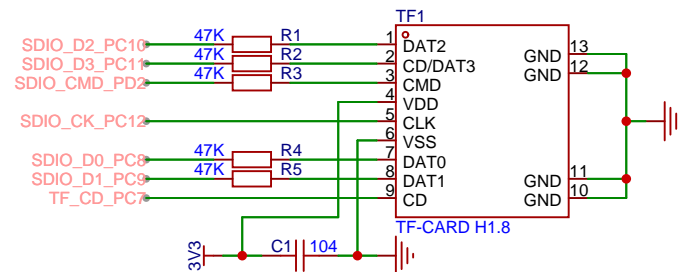 TF1
SDIO_D2_PC10 47K R1 1 DAT2 GND 13
SDIO_D3_PC11 47K R2 2 CD/DAT3 GND 12
SDIO_CMD_PD2 47K R3 3 CMD
4 VDD
SDIO_CK_PC12 5 CLK
6 VSS
SDIO_D0_PC8 47K R4 7 DAT0
SDIO_D1_PC9 47K R5 8 DAT1 GND 11
TF_CD_PC7 9 CD GND 10
TF-CARD H1.8
3V3 C1 104